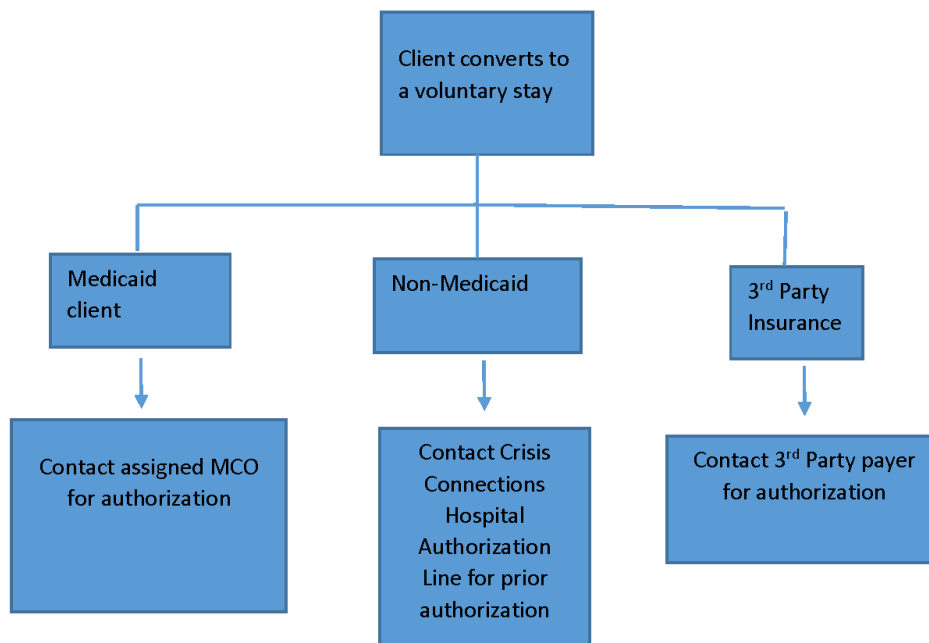 Client converts to
a voluntary stay
Medicaid
client
Non-Medicaid
3rd Party
Insurance
Contact assigned MCO
for authorization
Contact Crisis
Connections
Hospital
Authorization
Line for prior
authorization
Contact 3rd Party payer
for authorization